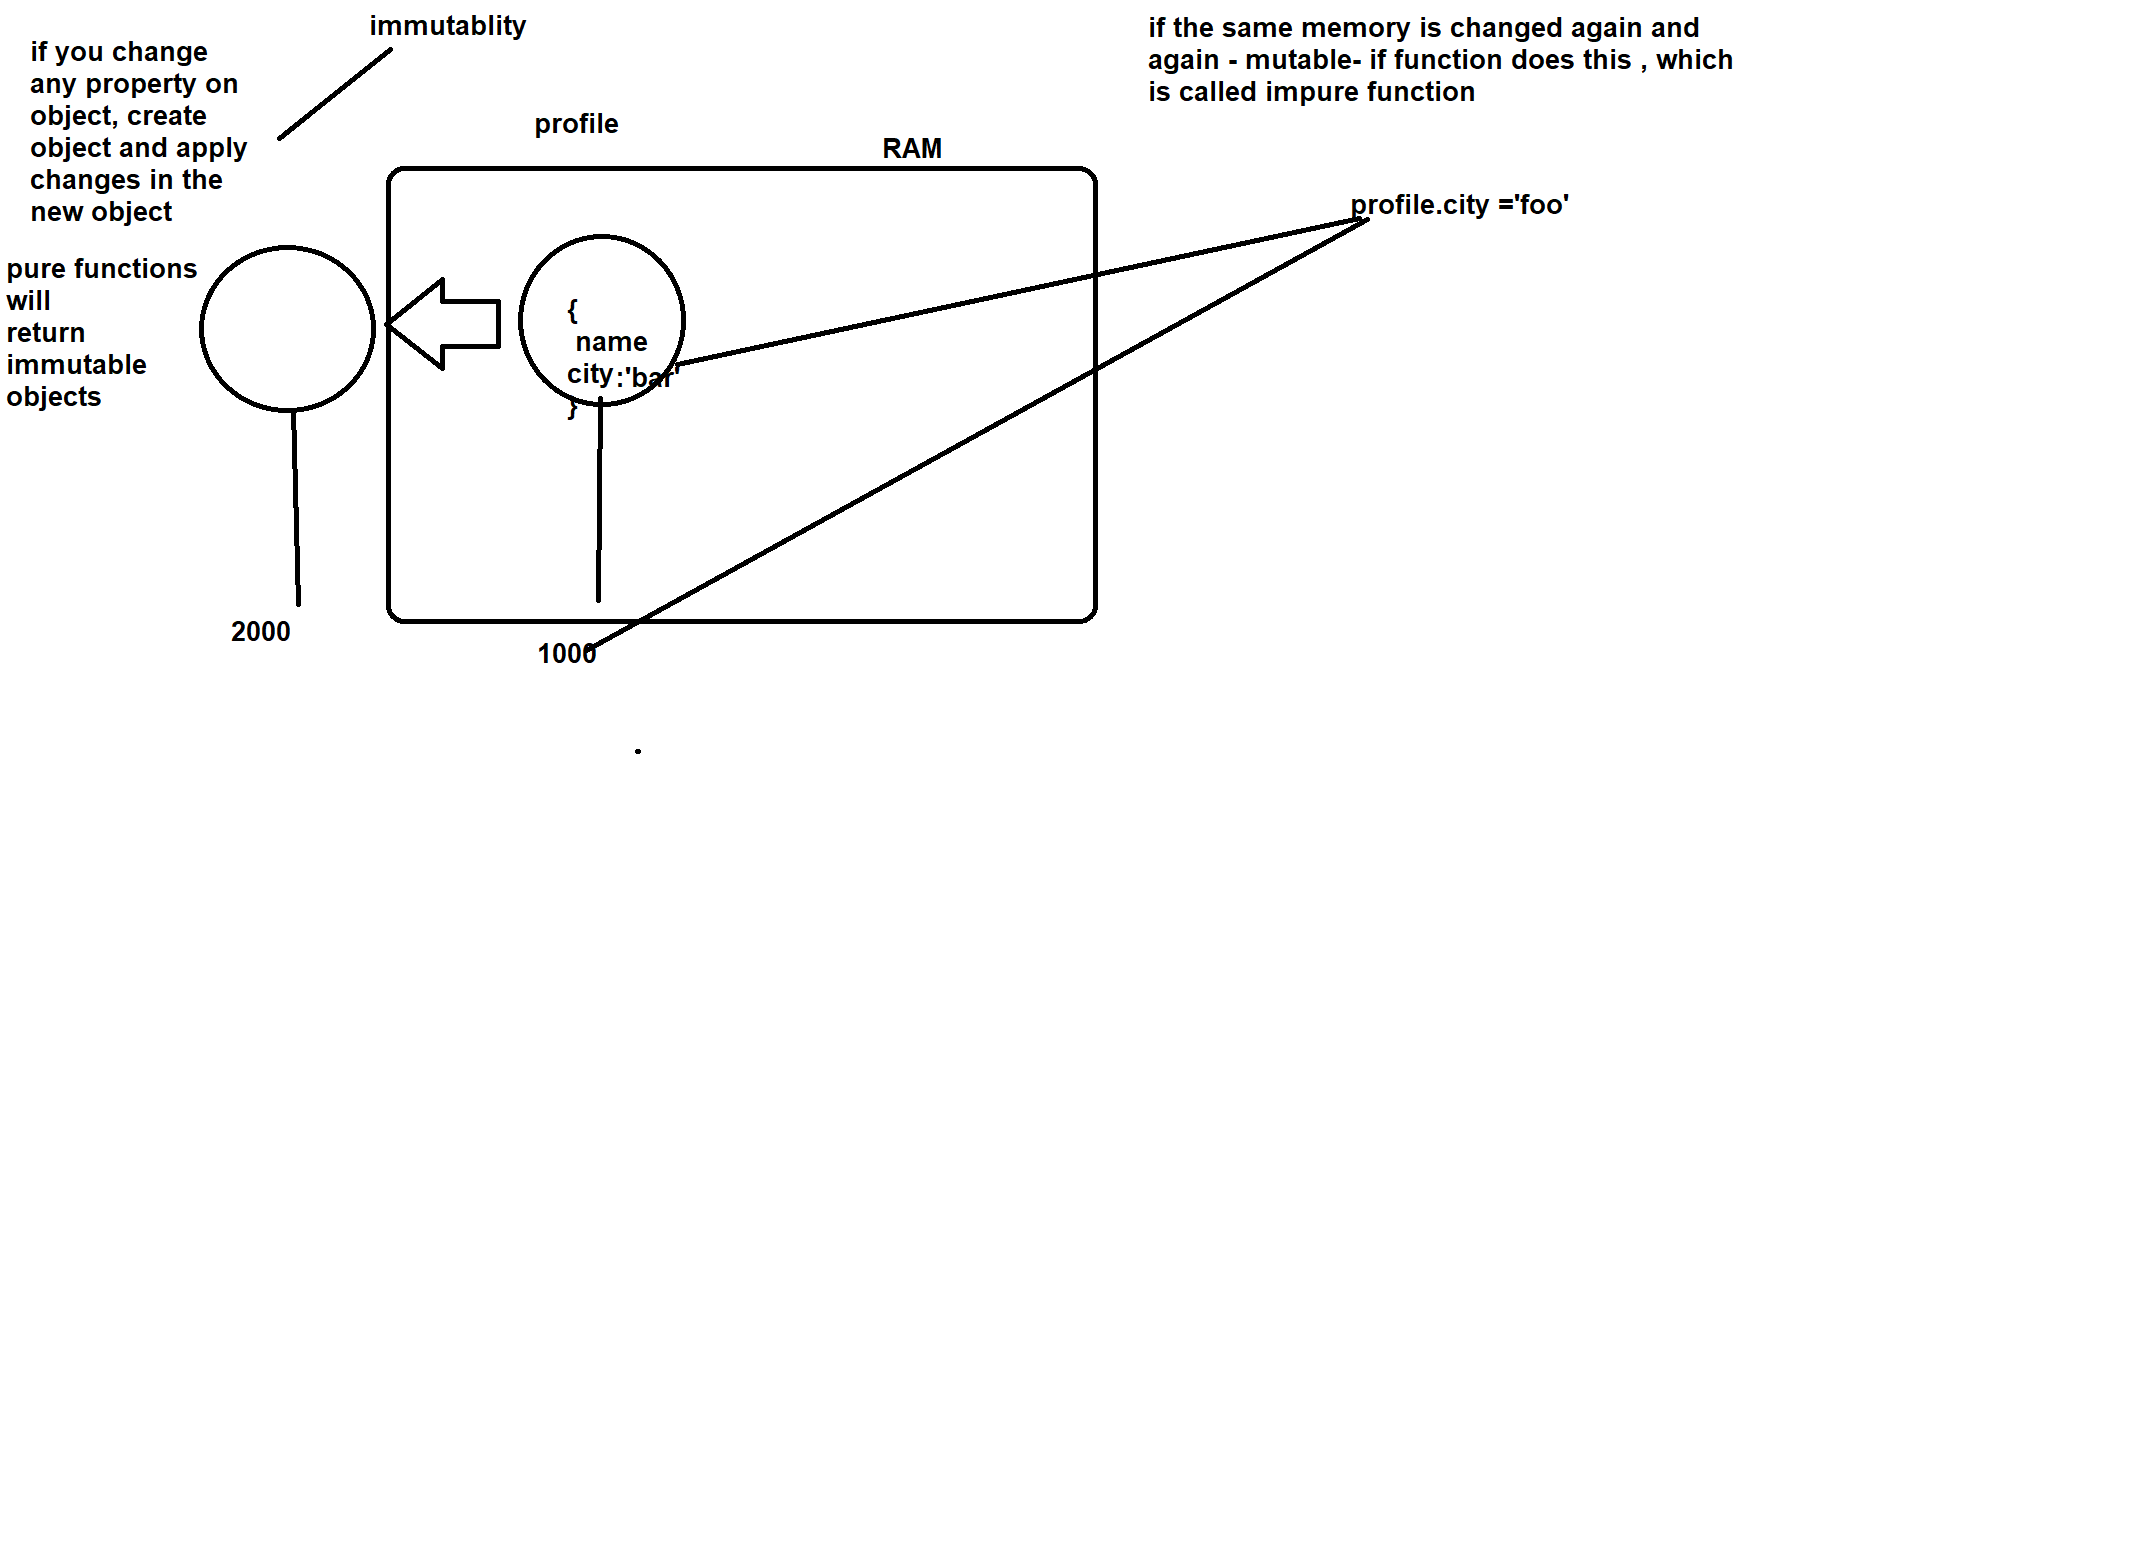 immutablity
if you change
any property on
object, create
object and apply
changes in the
new object
if the same memory is changed again and
again - mutable- if function does this , which
is called impure function
profile
RAM
profile.city ='foo'
pure functions
will
return
immutable
objects
{
name
city:'bar'
}
2000
1000